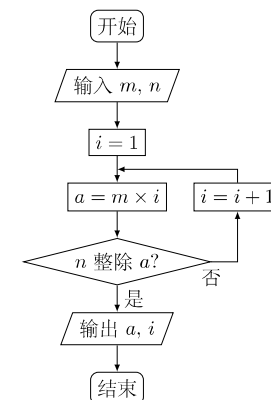 开始
输入 m, n
i = 1
a = m × i
i = i + 1
n 整除 a?
否
是
输出 a, i
结束